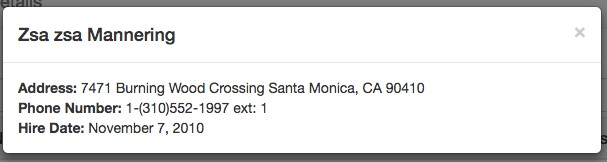 etails
Zsa zsa Mannering
×
Address: 7471 Burning Wood Crossing Santa Monica, CA 90410
Phone Number: 1-(310)552-1997 ext: 1
Hire Date: November 7, 2010